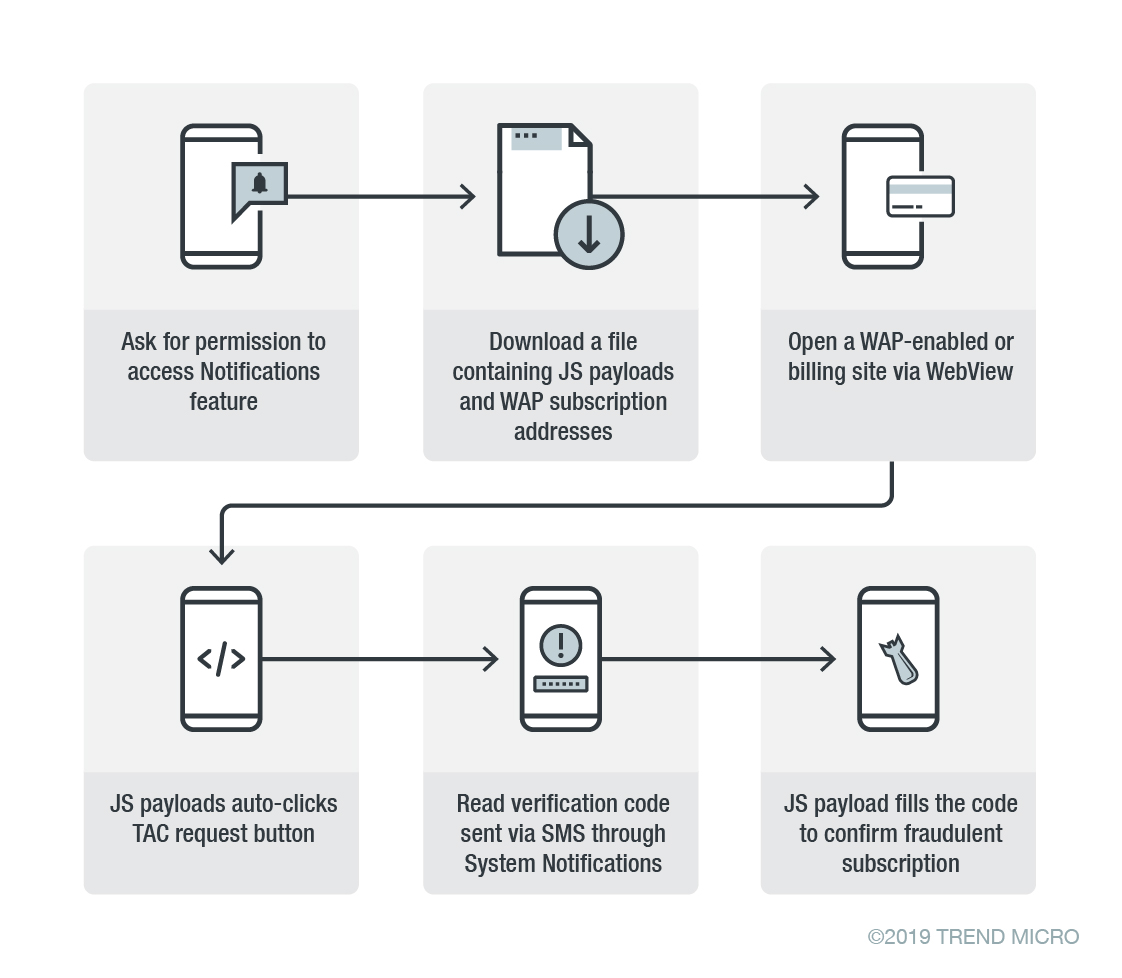 Ask for permission to
access Notifications
feature
Download a file
containing JS payloads
and WAP subscription
addresses
Open a WAP-enabled or
billing site via WebView
JS payloads auto-clicks
TAC request button
Read verification code
sent via SMS through
System Notifications
JS payload fills the code
to confirm fraudulent
subscription
©2019 TREND MICRO